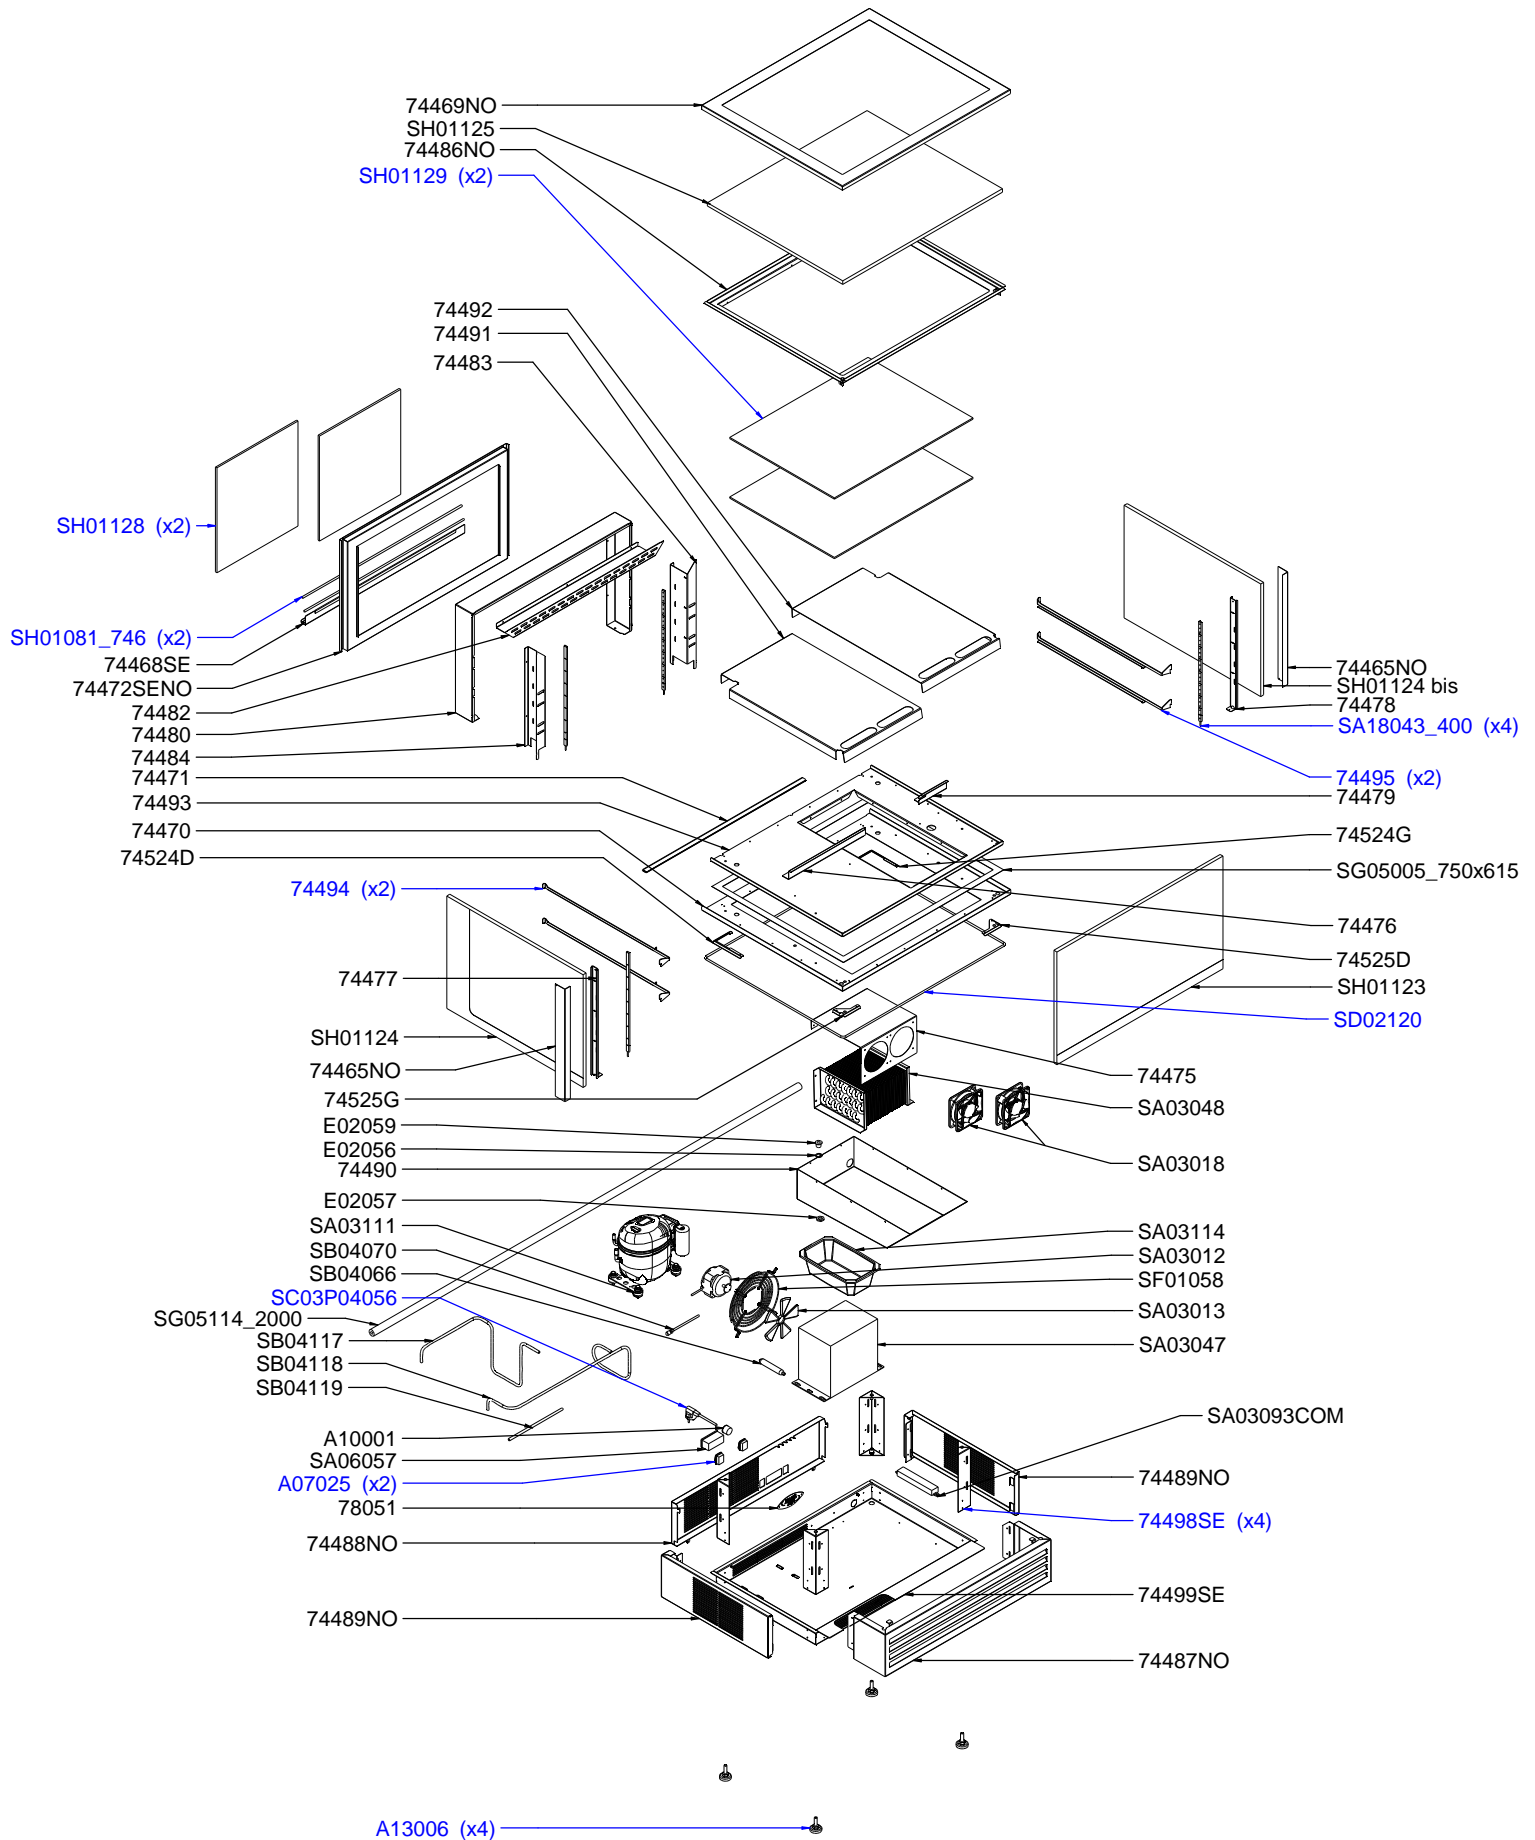 74469NO
SH01125
74486NO
SH01129 (x2)
74492
74491
74483
SH01128 (x2)
SH01081_746 (x2)
74468SE
74472SENO
74482
74480
74484
74471
74493
74470
74524D
74494 (x2)
74477
SH01124
74465NO
74525G
E02059
E02056
74490
E02057
SA03111
SB04070
SB04066
SC03P04056
SG05114_2000
SB04117
SB04118
SB04119
A10001
SA06057
A07025 (x2)
78051
74488NO
74489NO
A13006 (x4)
74465NO
SH01124 bis
74478
SA18043_400 (x4)
74495 (x2)
74479
74524G
SG05005_750x615
74476
74525D
SH01123
SD02120
74475
SA03048
SA03018
SA03114
SA03012
SF01058
SA03013
SA03047
SA03093COM
74489NO
74498SE (x4)
74499SE
74487NO